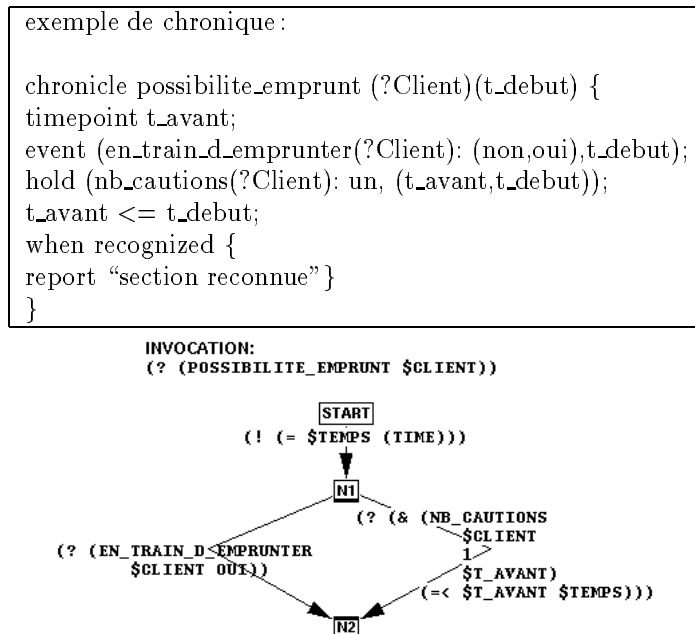 exemple de chronique :
chronicle possibilite_emprunt (?Client)(t_debut) {
timepoint t_avant;
event (en_train_d_emprunter(?Client): (non,oui),t_debut);
hold (nb_cautions(?Client): un, (t_avant,t_debut));
t_avant <= t_debut;
when recognized {
report “section reconnue”}
}
INVOCATION:
(? (POSSIBILITE_EMPRUNT $CLIENT))
START
(! (= $TEMPS (TIME)))
N1
(? (& (NB_CAUTIONS
$CLIENT
1
$T_AVANT)
(=< $T_AVANT $TEMPS)))
(? (EN_TRAIN_D_EMPRUNTER
$CLIENT OUI))
N2